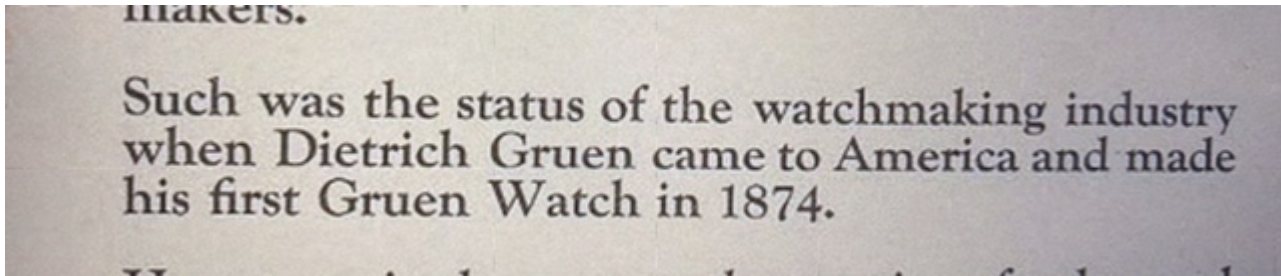 makers.
Such was the status of the watchmaking industry
when Dietrich Gruen came to America and made
his first Gruen Watch in 1874.